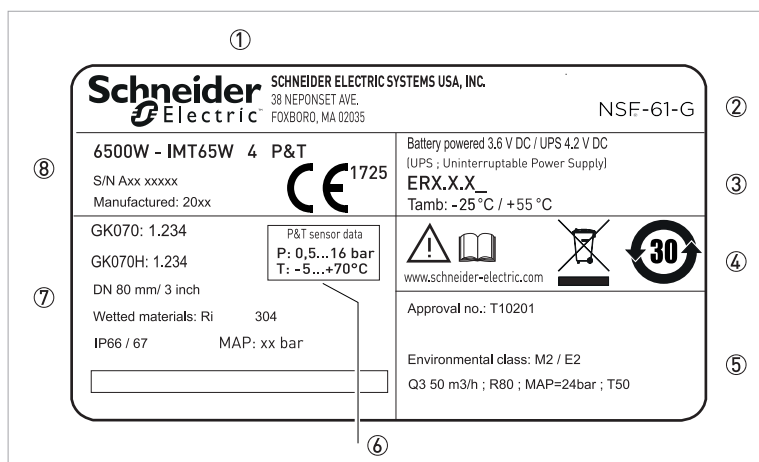 ①
Schneider Electric
SCHNEIDER ELECTRIC SYSTEMS USA, INC.
38 NEPONSET AVE.
FOXBORO, MA 02035
NSF-61-G
②
⑧
6500W - IMT65W 4 P&T
S/N Axx xxxxx
Manufactured: 20xx
CE 1725
Battery powered 3.6 V DC / UPS 4.2 V DC
(UPS ; Uninterruptable Power Supply)
ERX.X.X_
Tamb: -25°C / +55°C
③
⑦
GK070: 1.234
GK070H: 1.234
DN 80 mm/ 3 inch
Wetted materials: Ri 304
IP66 / 67 MAP: xx bar
P&T sensor data
P: 0,5...16 bar
T: -5...+70°C
www.schneider-electric.com
30
④
Approval no.: T10201
Environmental class: M2 / E2
Q3 50 m3/h ; R80 ; MAP=24bar ; T50
⑤
⑥